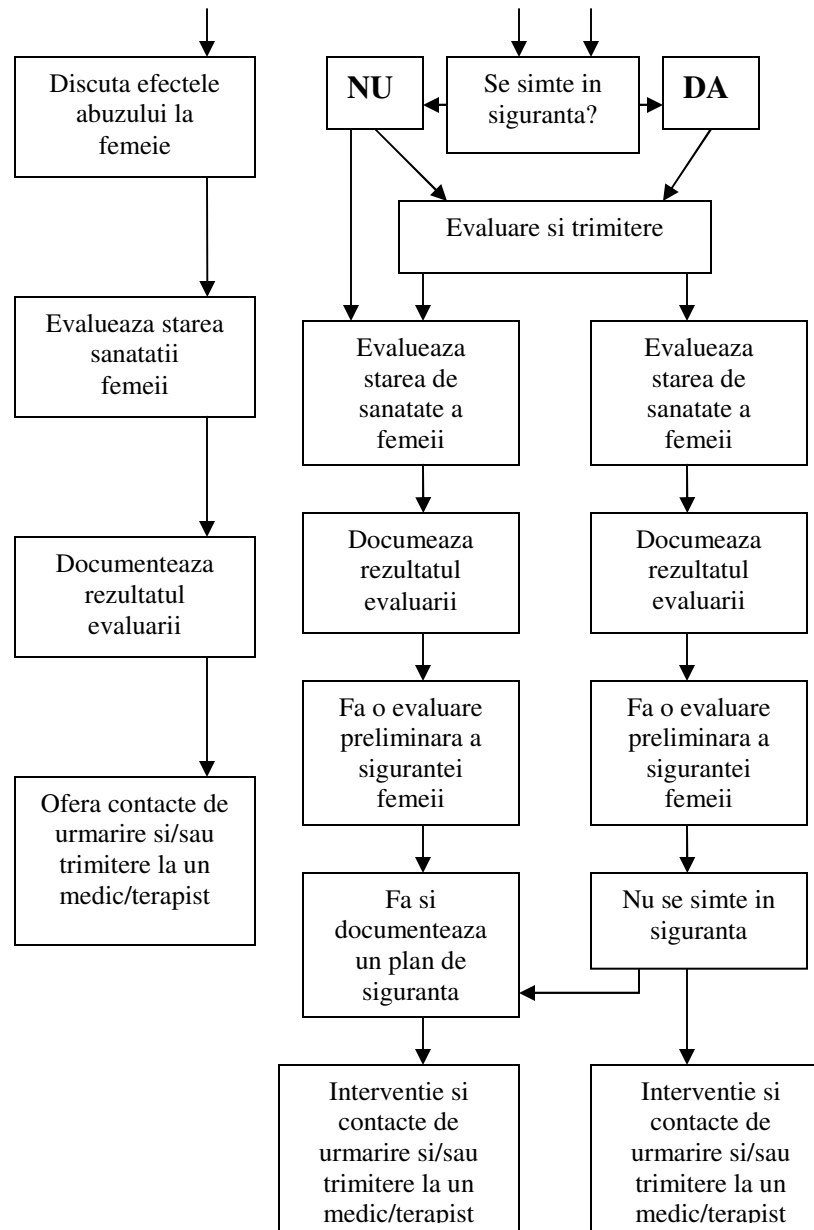 Discuta efectele
abuzului la
femeie
NU
Se simte in
siguranta?
DA
Evaluare si trimitere
Evalueaza starea
sanatatii
femeii
Evalueaza
starea de
sanatate a
femeii
Evalueaza
starea de
sanatate a
femeii
Documenteaza
rezultatul
evaluarii
Documeaza
rezultatul
evaluarii
Documeaza
rezultatul
evaluarii
Fa o evaluare
preliminara a
sigurantei
femeii
Fa o evaluare
preliminara a
sigurantei
femeii
Ofera contacte de
urmarire si/sau
trimitere la un
medic/terapist
Fa si
documenteaza
un plan de
siguranta
Nu se simte in
siguranta
Interventie si
contacte de
urmarire si/sau
trimitere la un
medic/terapist
Interventie si
contacte de
urmarire si/sau
trimitere la un
medic/terapist